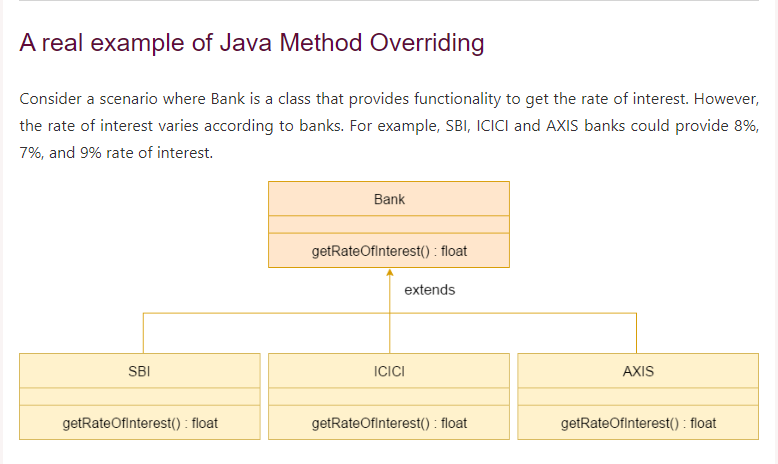 A real example of Java Method Overriding
Consider a scenario where Bank is a class that provides functionality to get the rate of interest. However,
the rate of interest varies according to banks. For example, SBI, ICICI and AXIS banks could provide 8%,
7%, and 9% rate of interest.
Bank
getRateOfInterest() : float
extends
SBI
ICICI
AXIS
getRateOfInterest() : float
getRateOfInterest() : float
getRateOfInterest() : float